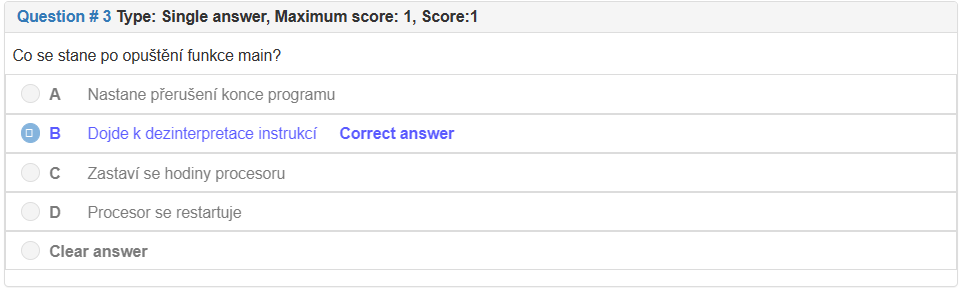 Question # 3 Type: Single answer, Maximum score: 1, Score:1
Co se stane po opuštění funkce main?
A Nastane přerušení konce programu
B Dojde k dezinterpretace instrukcí Correct answer
C Zastaví se hodiny procesoru
D Procesor se restartuje
Clear answer